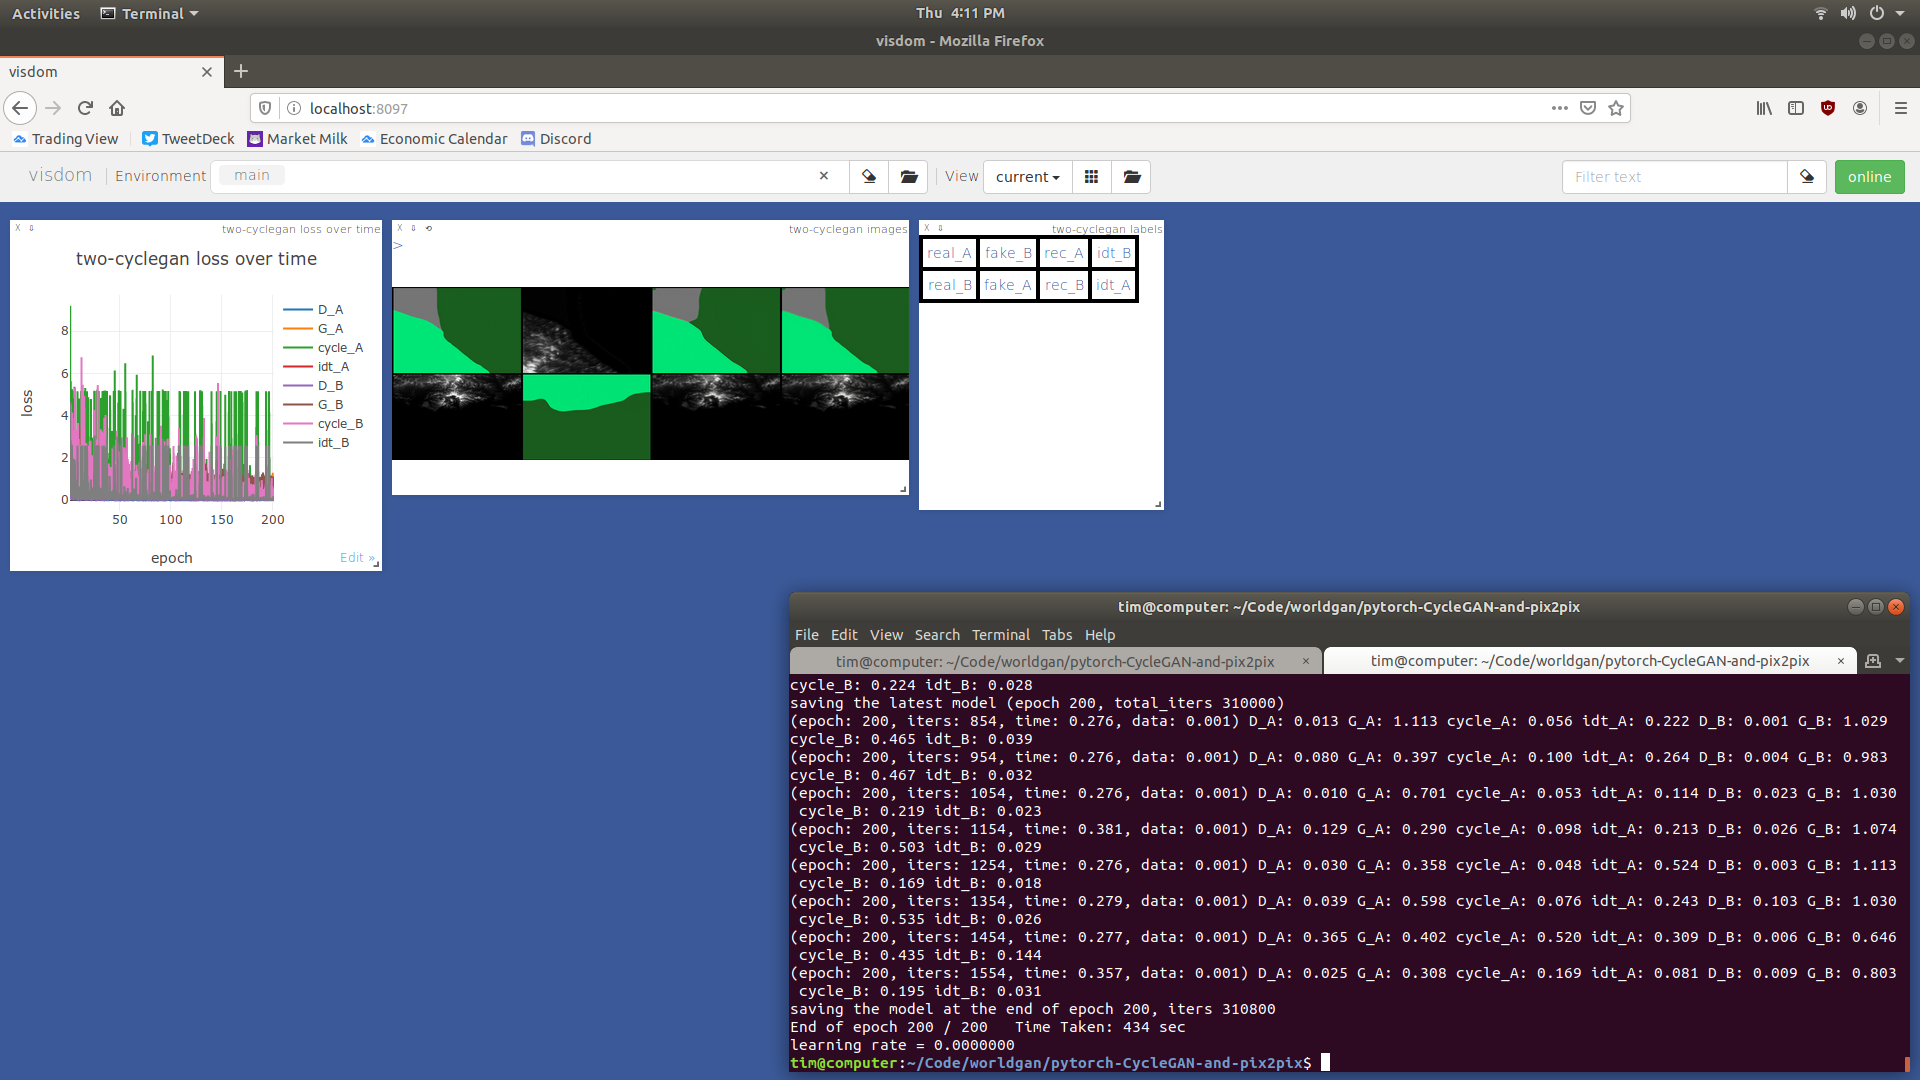 Activities Terminal Thu 4:11 PM
visdom - Mozilla Firefox
visdom
localhost:8097
Trading View TweetDeck Market Milk Economic Calendar Discord
visdom Environment main View current Filter text online
two-cyclegan loss over time
two-cyclegan loss over time
D_A
G_A
cycle_A
idt_A
D_B
G_B
cycle_B
idt_B
8
6
4
2
0
loss
50 100 150 200
epoch
Edit »
two-cyclegan images
>
two-cyclegan labels
real_A fake_B rec_A idt_B
real_B fake_A rec_B idt_A
tim@computer: ~/Code/worldgan/pytorch-CycleGAN-and-pix2pix
File Edit View Search Terminal Tabs Help
tim@computer: ~/Code/worldgan/pytorch-CycleGAN-and-pix2pix tim@computer: ~/Code/worldgan/pytorch-CycleGAN-and-pix2pix
cycle_B: 0.224 idt_B: 0.028
saving the latest model (epoch 200, total_iters 310000)
(epoch: 200, iters: 854, time: 0.276, data: 0.001) D_A: 0.013 G_A: 1.113 cycle_A: 0.056 idt_A: 0.222 D_B: 0.001 G_B: 1.029
cycle_B: 0.465 idt_B: 0.039
(epoch: 200, iters: 954, time: 0.276, data: 0.001) D_A: 0.080 G_A: 0.397 cycle_A: 0.100 idt_A: 0.264 D_B: 0.004 G_B: 0.983
cycle_B: 0.467 idt_B: 0.032
(epoch: 200, iters: 1054, time: 0.276, data: 0.001) D_A: 0.010 G_A: 0.701 cycle_A: 0.053 idt_A: 0.114 D_B: 0.023 G_B: 1.030
cycle_B: 0.219 idt_B: 0.023
(epoch: 200, iters: 1154, time: 0.381, data: 0.001) D_A: 0.129 G_A: 0.290 cycle_A: 0.098 idt_A: 0.213 D_B: 0.026 G_B: 1.074
cycle_B: 0.503 idt_B: 0.029
(epoch: 200, iters: 1254, time: 0.276, data: 0.001) D_A: 0.030 G_A: 0.358 cycle_A: 0.048 idt_A: 0.524 D_B: 0.003 G_B: 1.113
cycle_B: 0.169 idt_B: 0.018
(epoch: 200, iters: 1354, time: 0.279, data: 0.001) D_A: 0.039 G_A: 0.598 cycle_A: 0.076 idt_A: 0.243 D_B: 0.103 G_B: 1.030
cycle_B: 0.535 idt_B: 0.026
(epoch: 200, iters: 1454, time: 0.277, data: 0.001) D_A: 0.365 G_A: 0.402 cycle_A: 0.520 idt_A: 0.309 D_B: 0.006 G_B: 0.646
cycle_B: 0.435 idt_B: 0.144
(epoch: 200, iters: 1554, time: 0.357, data: 0.001) D_A: 0.025 G_A: 0.308 cycle_A: 0.169 idt_A: 0.081 D_B: 0.009 G_B: 0.803
cycle_B: 0.195 idt_B: 0.031
saving the model at the end of epoch 200, iters 310800
End of epoch 200 / 200 Time Taken: 434 sec
learning rate = 0.0000000
tim@computer:~/Code/worldgan/pytorch-CycleGAN-and-pix2pix$